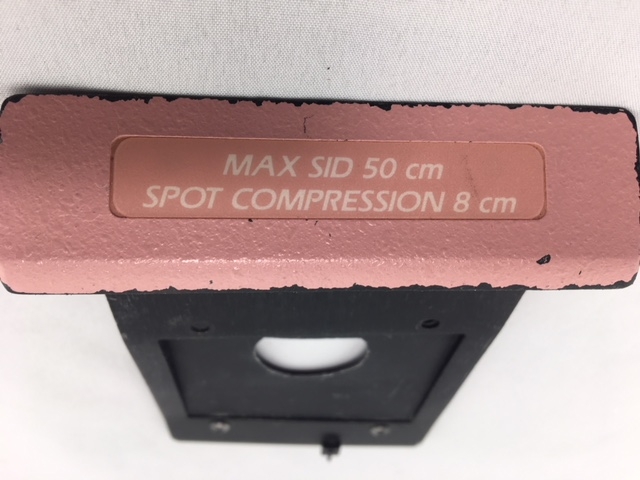 MAX SID 50 cm
SPOT COMPRESSION 8 cm